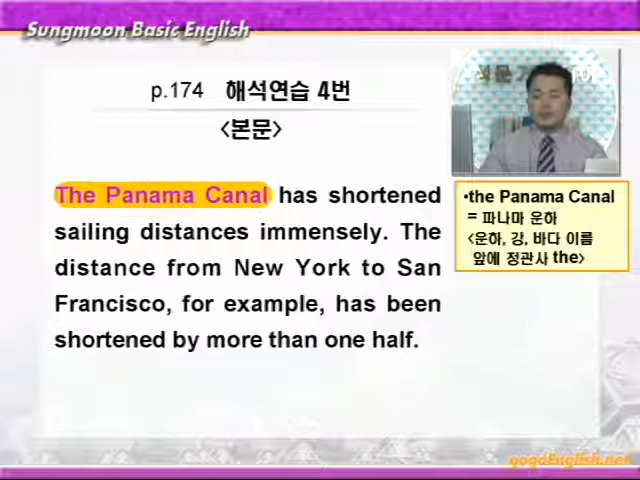 Sungmoon Basic English
p.174 해석연습 4번
<본문>
The Panama Canal has shortened
sailing distances immensely. The
distance from New York to San
Francisco, for example, has been
shortened by more than one half.
•the Panama Canal
= 파나마 운하
<운하, 강, 바다 이름
앞에 정관사 the>
gogoEnglish.net